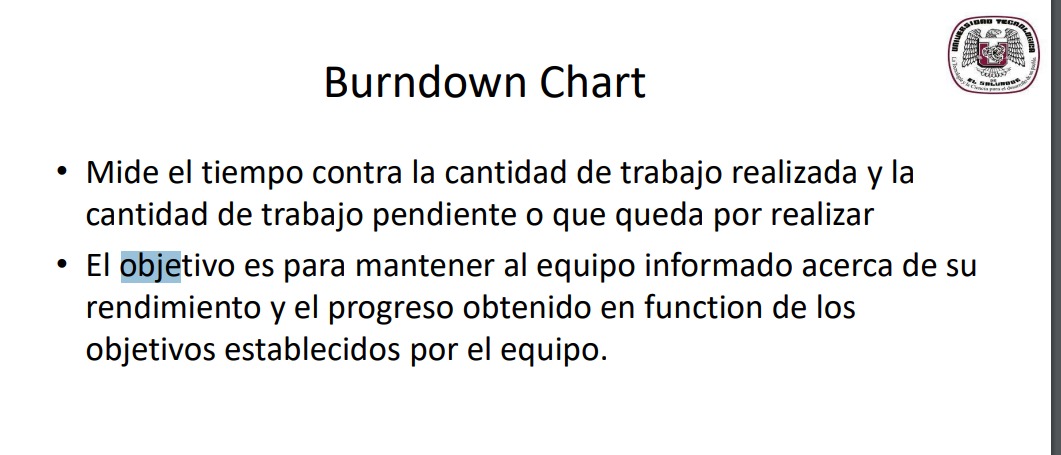 UNIVERSIDAD TECNOLOGICA
DE
EL SALVADOR
Burndown Chart
• Mide el tiempo contra la cantidad de trabajo realizada y la
cantidad de trabajo pendiente o que queda por realizar
• El objetivo es para mantener al equipo informado acerca de su
rendimiento y el progreso obtenido en function de los
objetivos establecidos por el equipo.